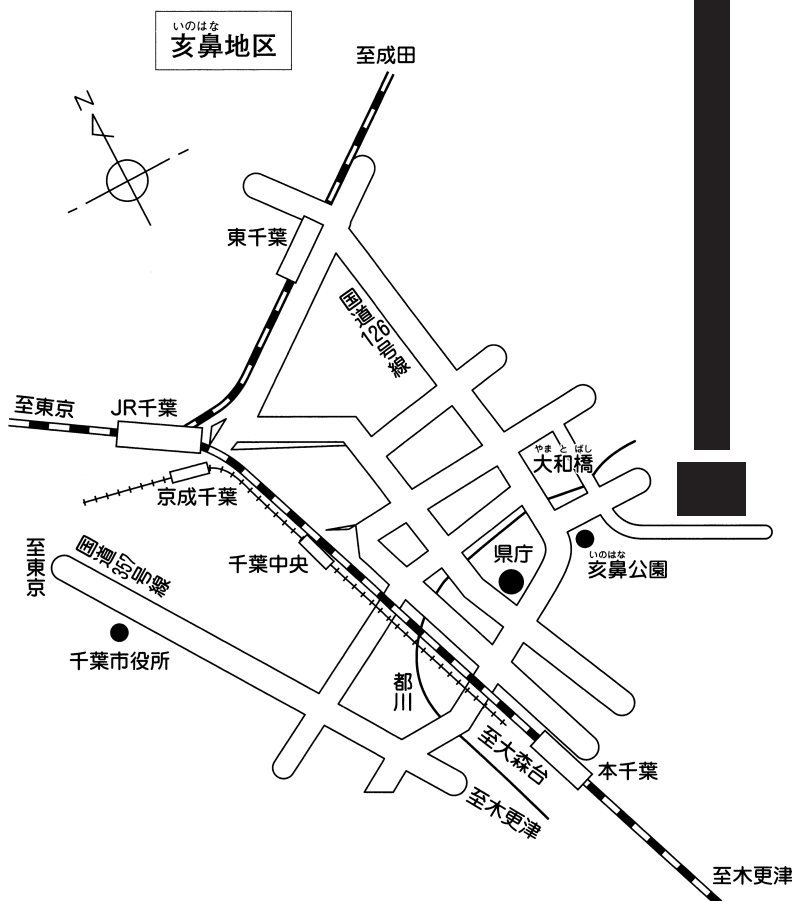 いのはな
亥鼻地区
至成田
N
東千葉
国道126号線
至東京
JR千葉
京成千葉
やまとばし
大和橋
至東京
国道357号線
千葉中央
県庁
いのはな
亥鼻公園
千葉市役所
都川
至大森台
本千葉
至木更津
至木更津